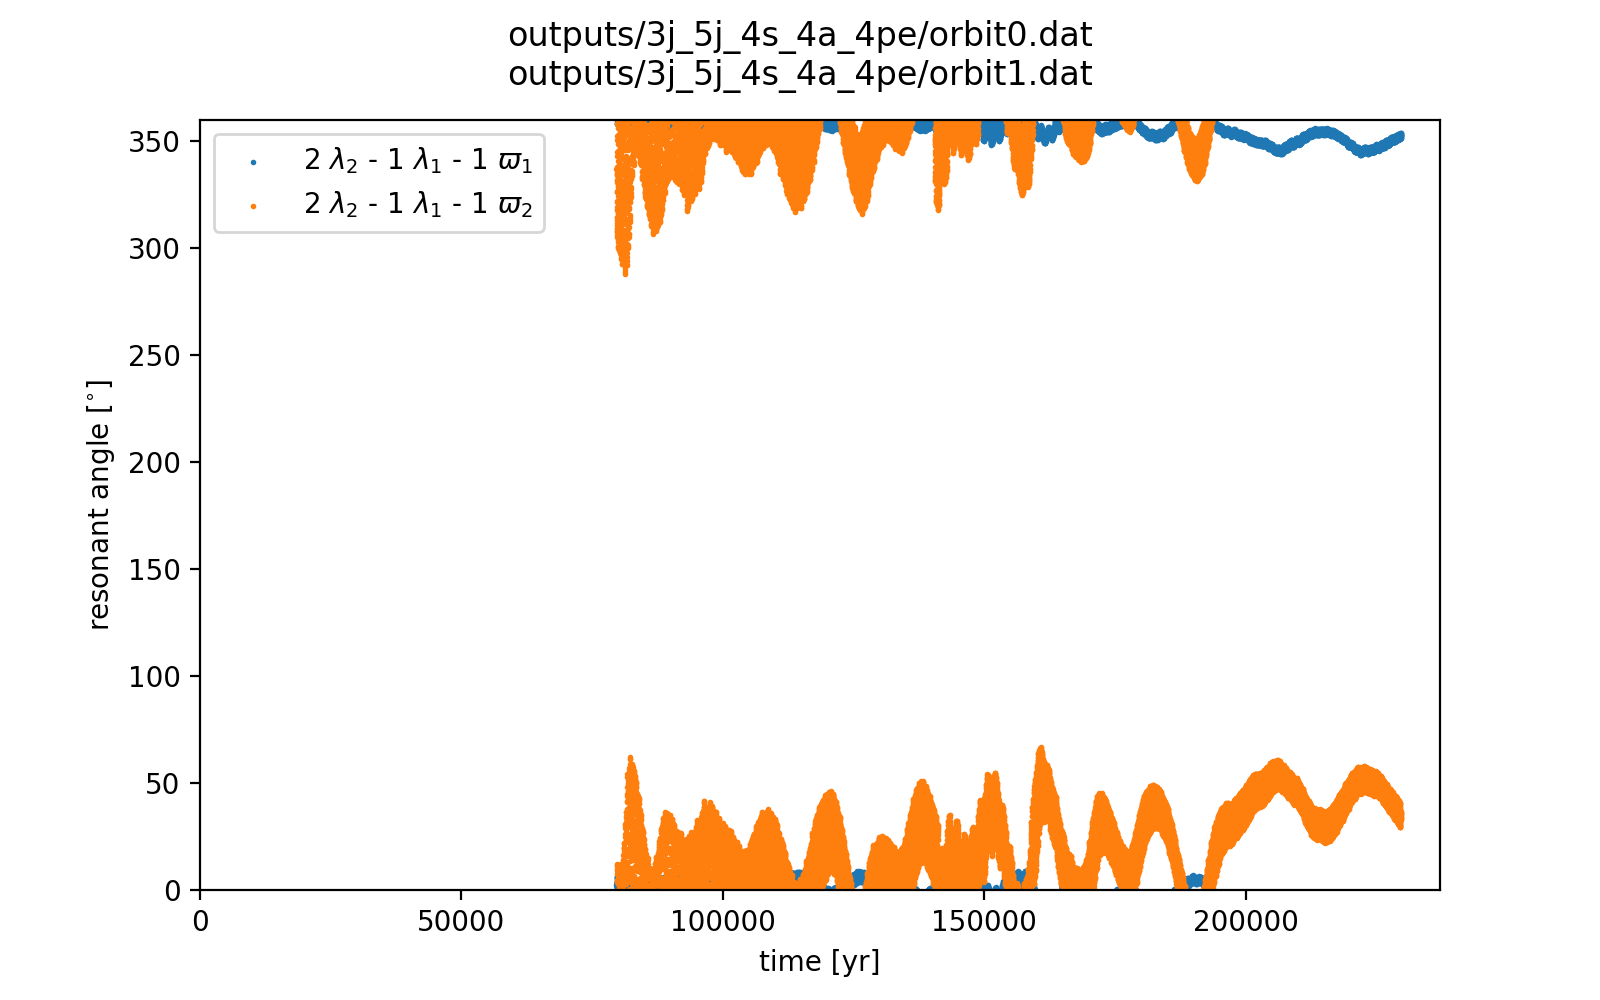 outputs/3j_5j_4s_4a_4pe/orbit0.dat
outputs/3j_5j_4s_4a_4pe/orbit1.dat
2 λ₂ - 1 λ₁ - 1 ϖ₁
2 λ₂ - 1 λ₁ - 1 ϖ₂
resonant angle [°]
350
300
250
200
150
100
50
0
0
50000
100000
150000
200000
time [yr]